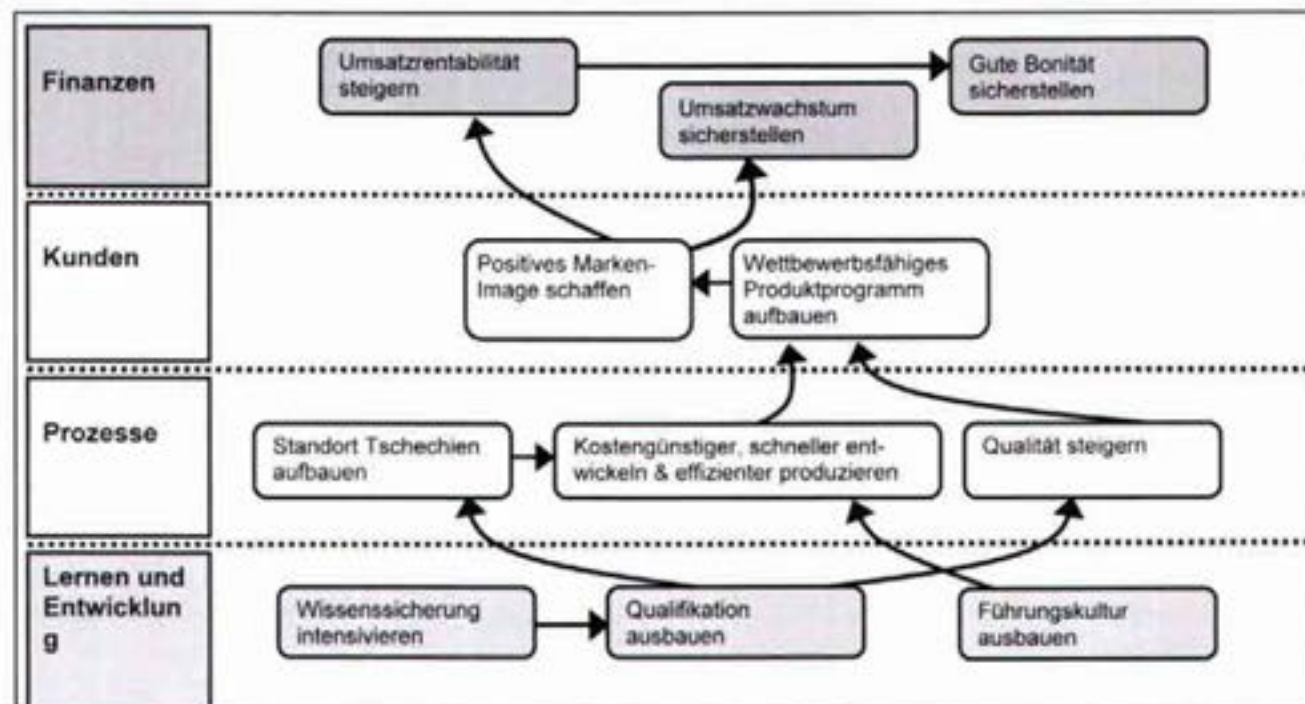 Finanzen
Umsatzrentabilität
steigern
Gute Bonität
sicherstellen
Umsatzwachstum
sicherstellen
Kunden
Positives Marken-
Image schaffen
Wettbewerbsfähiges
Produktprogramm
aufbauen
Prozesse
Standort Tschechien
aufbauen
Kostengünstiger, schneller ent-
wickeln & effizienter produzieren
Qualität steigern
Lernen und
Entwicklun
g
Wissenssicherung
intensivieren
Qualifikation
ausbauen
Führungskultur
ausbauen